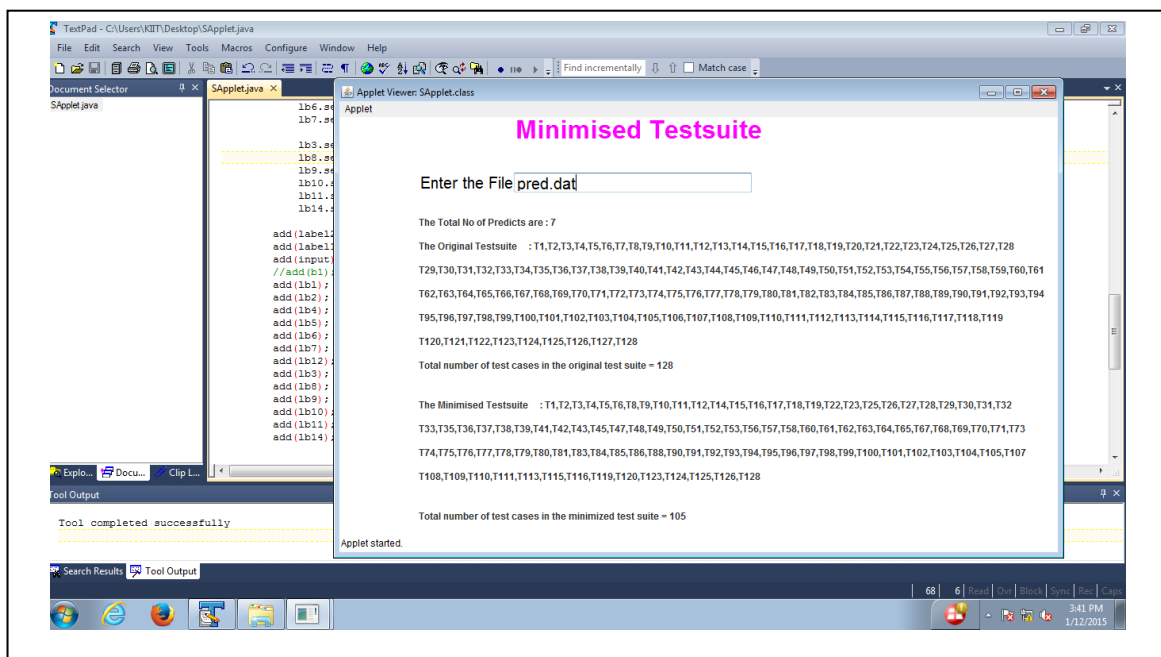 TextPad - C:\Users\KIIT\Desktop\SApplet.java
File Edit Search View Tools Macros Configure Window Help
Find incrementally Match case
Document Selector
SApplet.java
SApplet.java
lb6.se
lb7.se
lb3.se
lb8.se
lb9.se
lb10.s
lb11.s
lb14.s
add(label2
add(label1
add(input)
//add(b1);
add(lb1);
add(lb2);
add(lb4);
add(lb5);
add(lb6);
add(lb7);
add(lb12);
add(lb3);
add(lb8);
add(lb9);
add(lb10);
add(lb11);
add(lb14);
Applet Viewer: SApplet.class
Applet
Minimised Testsuite
Enter the File pred.dat
The Total No of Predicts are : 7
The Original Testsuite : T1,T2,T3,T4,T5,T6,T7,T8,T9,T10,T11,T12,T13,T14,T15,T16,T17,T18,T19,T20,T21,T22,T23,T24,T25,T26,T27,T28
T29,T30,T31,T32,T33,T34,T35,T36,T37,T38,T39,T40,T41,T42,T43,T44,T45,T46,T47,T48,T49,T50,T51,T52,T53,T54,T55,T56,T57,T58,T59,T60,T61
T62,T63,T64,T65,T66,T67,T68,T69,T70,T71,T72,T73,T74,T75,T76,T77,T78,T79,T80,T81,T82,T83,T84,T85,T86,T87,T88,T89,T90,T91,T92,T93,T94
T95,T96,T97,T98,T99,T100,T101,T102,T103,T104,T105,T106,T107,T108,T109,T110,T111,T112,T113,T114,T115,T116,T117,T118,T119
T120,T121,T122,T123,T124,T125,T126,T127,T128
Total number of test cases in the original test suite = 128
The Minimised Testsuite : T1,T2,T3,T4,T5,T6,T8,T9,T10,T11,T12,T14,T15,T16,T17,T18,T19,T22,T23,T25,T26,T27,T28,T29,T30,T31,T32
T33,T35,T36,T37,T38,T39,T41,T42,T43,T45,T47,T48,T49,T50,T51,T52,T53,T56,T57,T58,T60,T61,T62,T63,T64,T65,T67,T68,T69,T70,T71,T73
T74,T75,T76,T77,T78,T79,T80,T81,T83,T84,T85,T86,T88,T90,T91,T92,T93,T94,T95,T96,T97,T98,T99,T100,T101,T102,T103,T104,T105,T107
T108,T109,T110,T111,T113,T115,T116,T119,T120,T123,T124,T125,T126,T128
Total number of test cases in the minimized test suite = 105
Applet started.
Explo... Docu... Clip L...
Tool Output
Tool completed successfully
Search Results Tool Output
68 6 Read Ovr Block Sync Rec Caps
3:41 PM
1/12/2015